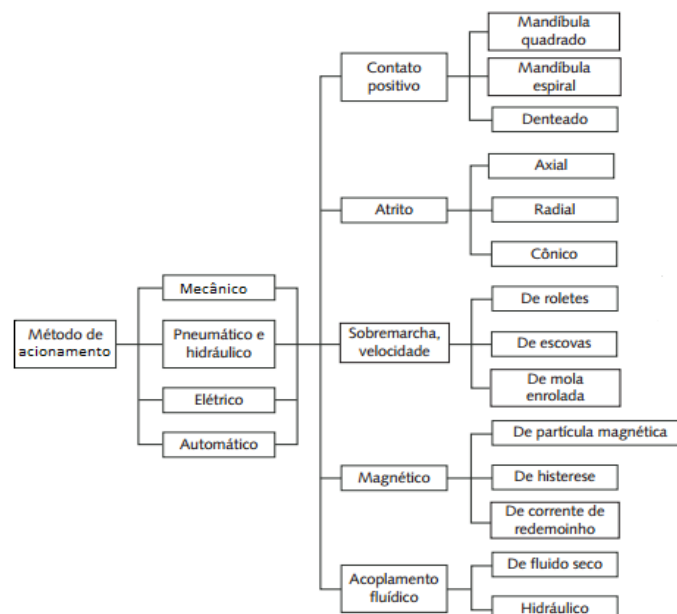 Método de
acionamento
Mecânico
Pneumático e
hidráulico
Elétrico
Automático
Contato
positivo
Mandíbula
quadrado
Mandíbula
espiral
Denteado
Atrito
Axial
Radial
Cônico
Sobremarcha,
velocidade
De roletes
De escovas
De mola
enrolada
Magnético
De partícula magnética
De histerese
De corrente de
redemoinho
Acoplamento
fluídico
De fluido seco
Hidráulico